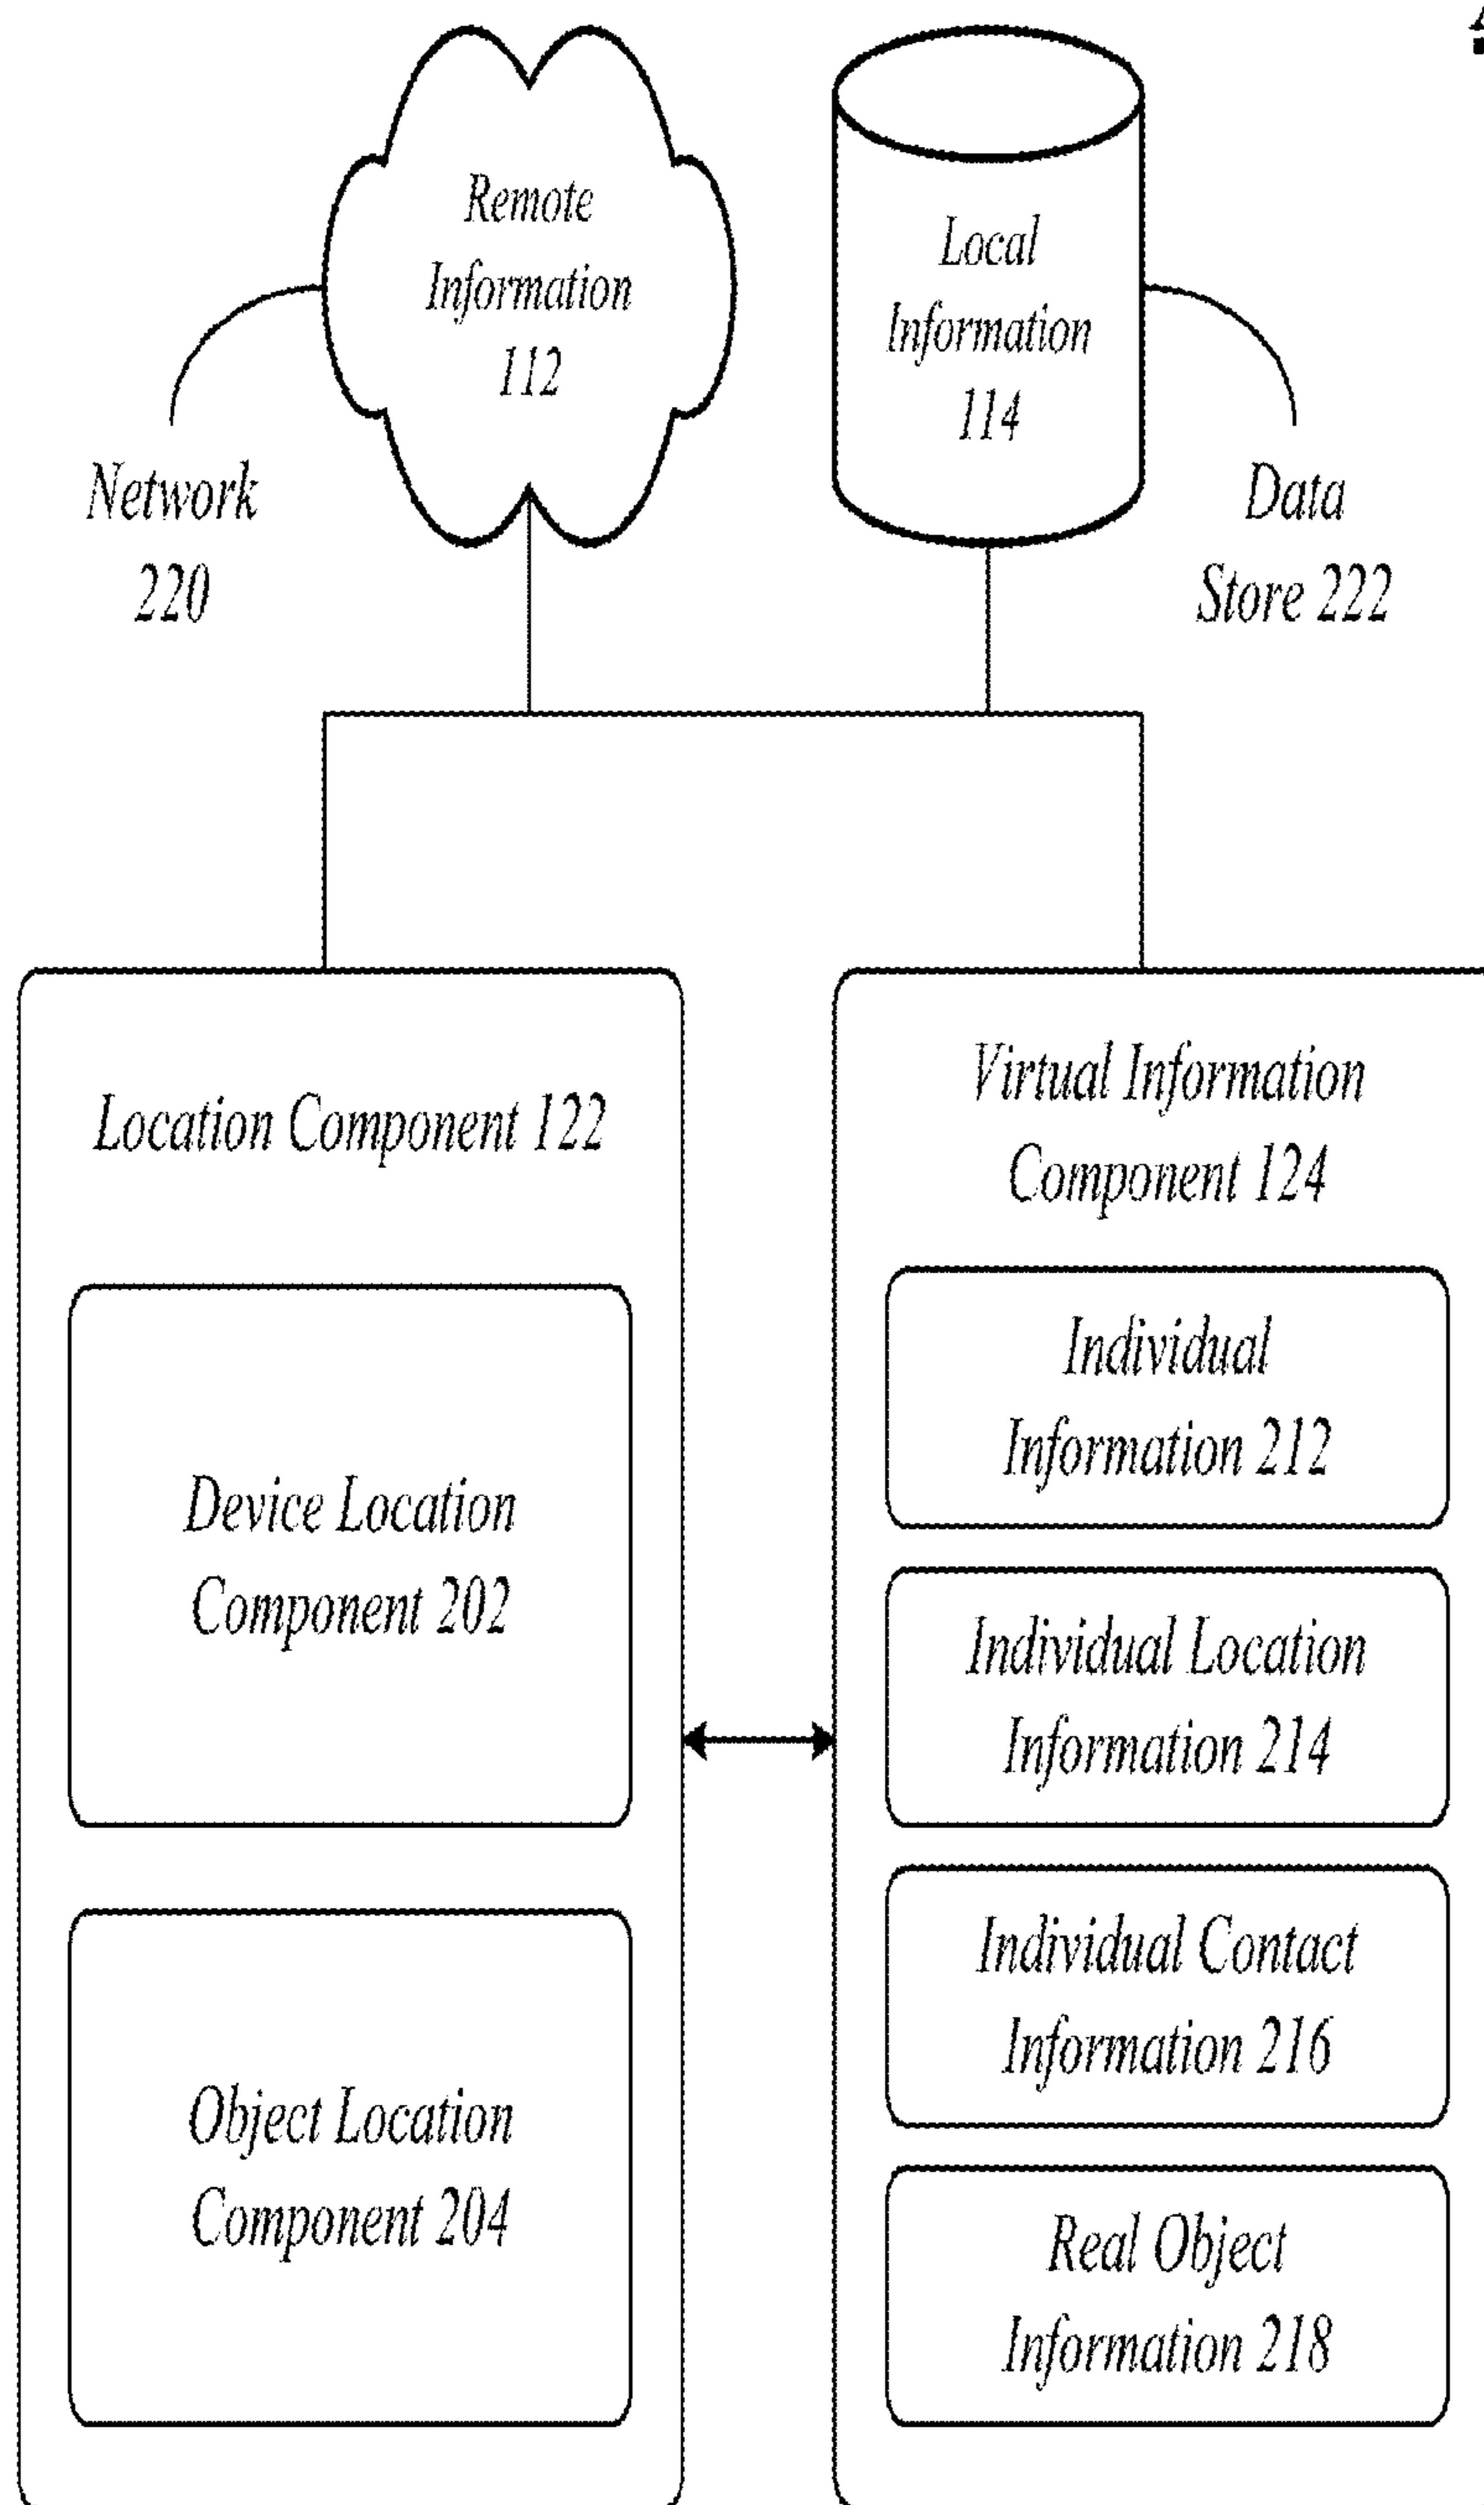 Remote
Information
112
Local
Information
114
Network
220
Data
Store 222
Location Component 122
Device Location
Component 202
Object Location
Component 204
Virtual Information
Component 124
Individual
Information 212
Individual Location
Information 214
Individual Contact
Information 216
Real Object
Information 218